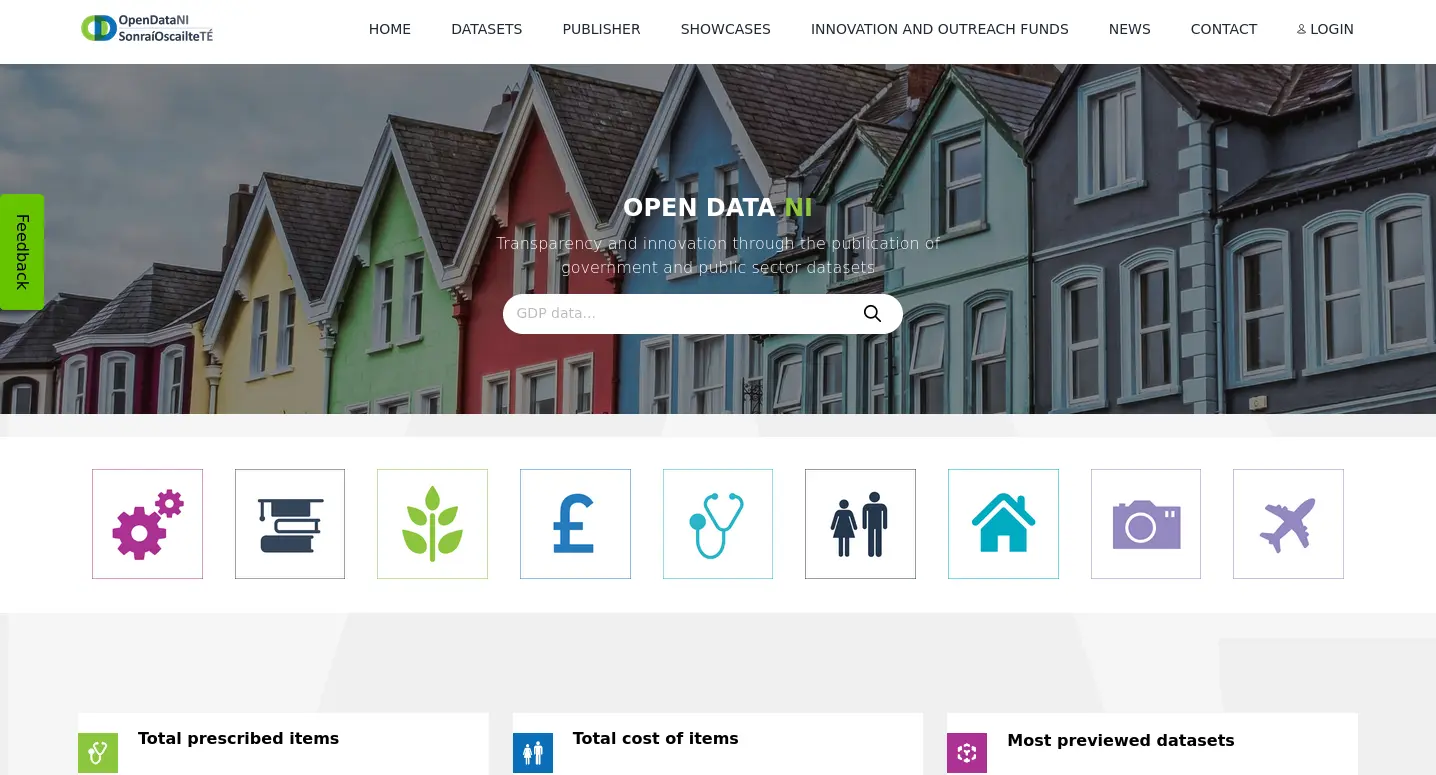 OpenDataNI
SonraíOscailteTÉ
HOME DATASETS PUBLISHER SHOWCASES INNOVATION AND OUTREACH FUNDS NEWS CONTACT LOGIN
Feedback
OPEN DATA NI
Transparency and innovation through the publication of
government and public sector datasets
GDP data...
Total prescribed items
Total cost of items
Most previewed datasets